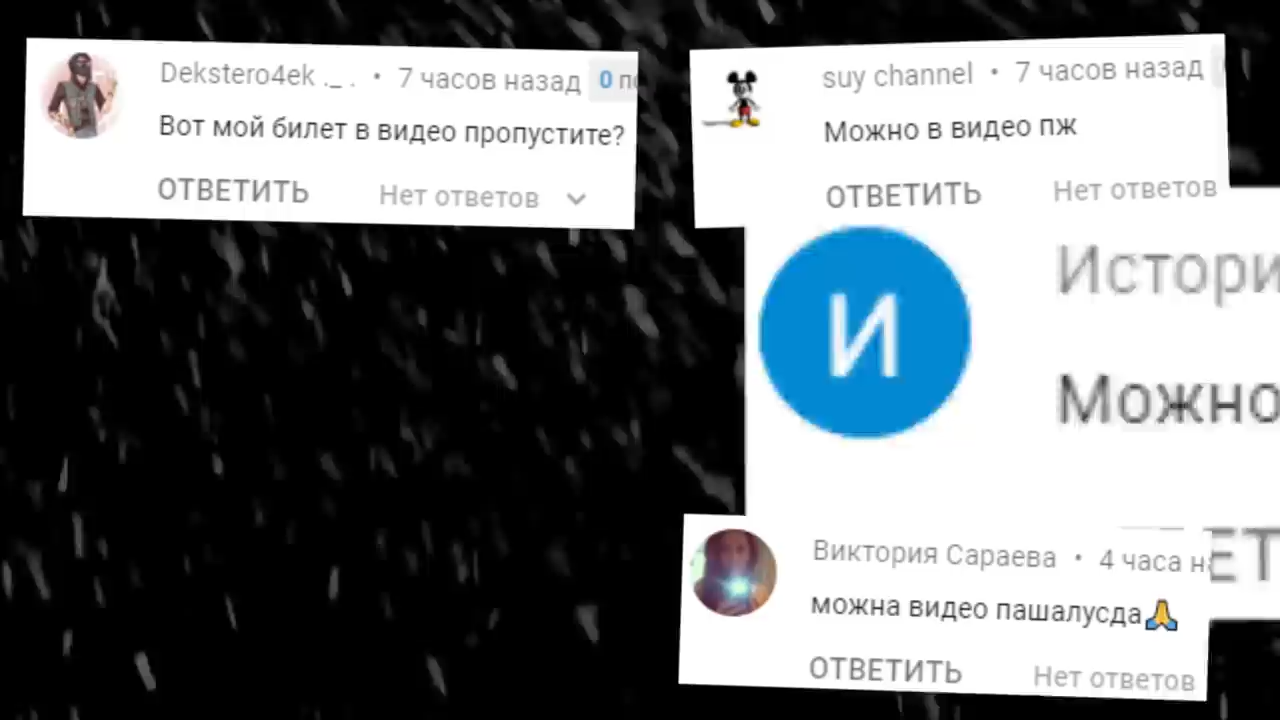 Dekstero4ek ._ . • 7 часов назад 0
Вот мой билет в видео пропустите?
ОТВЕТИТЬ Нет ответов
suy channel • 7 часов назад
Можно в видео пж
ОТВЕТИТЬ Нет ответов
И
Истори
Можно
ЕТ
Виктория Сараева • 4 часа
можна видео пашалусда🙏
ОТВЕТИТЬ Нет ответов